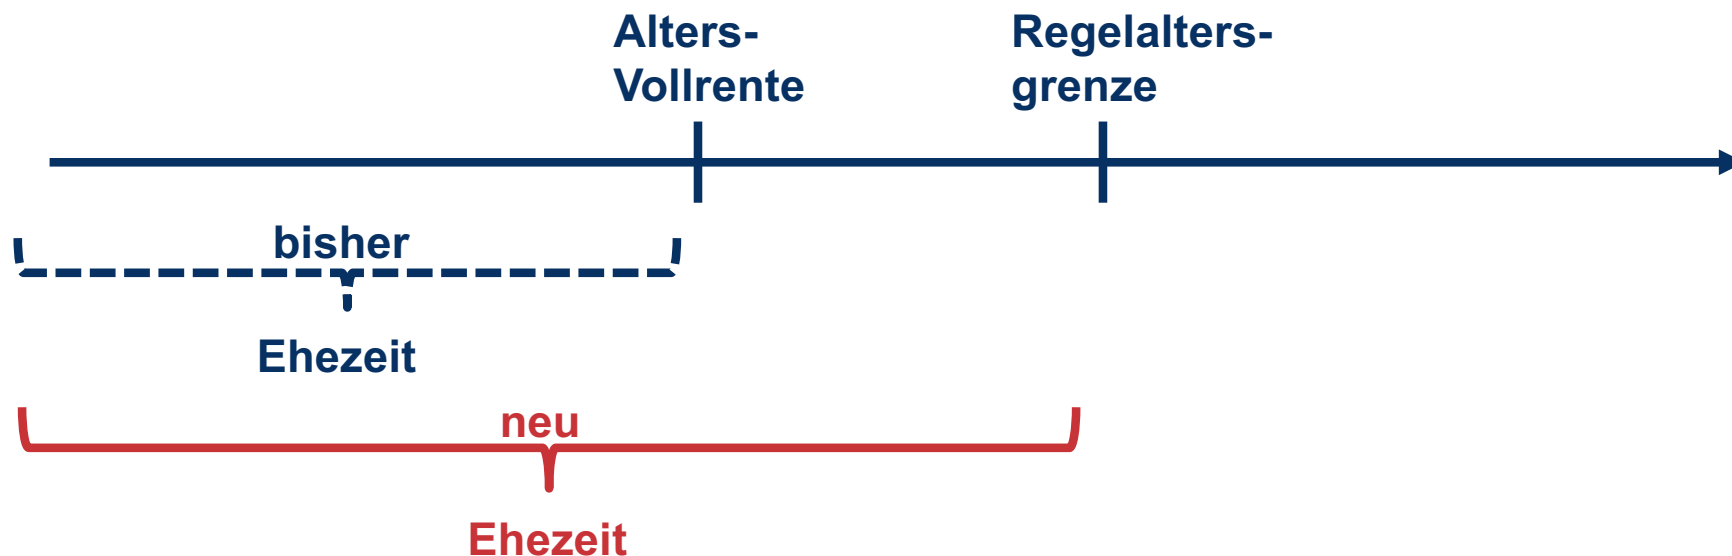 Alters-
Vollrente
Regelalters-
grenze
bisher
Ehezeit
neu
Ehezeit